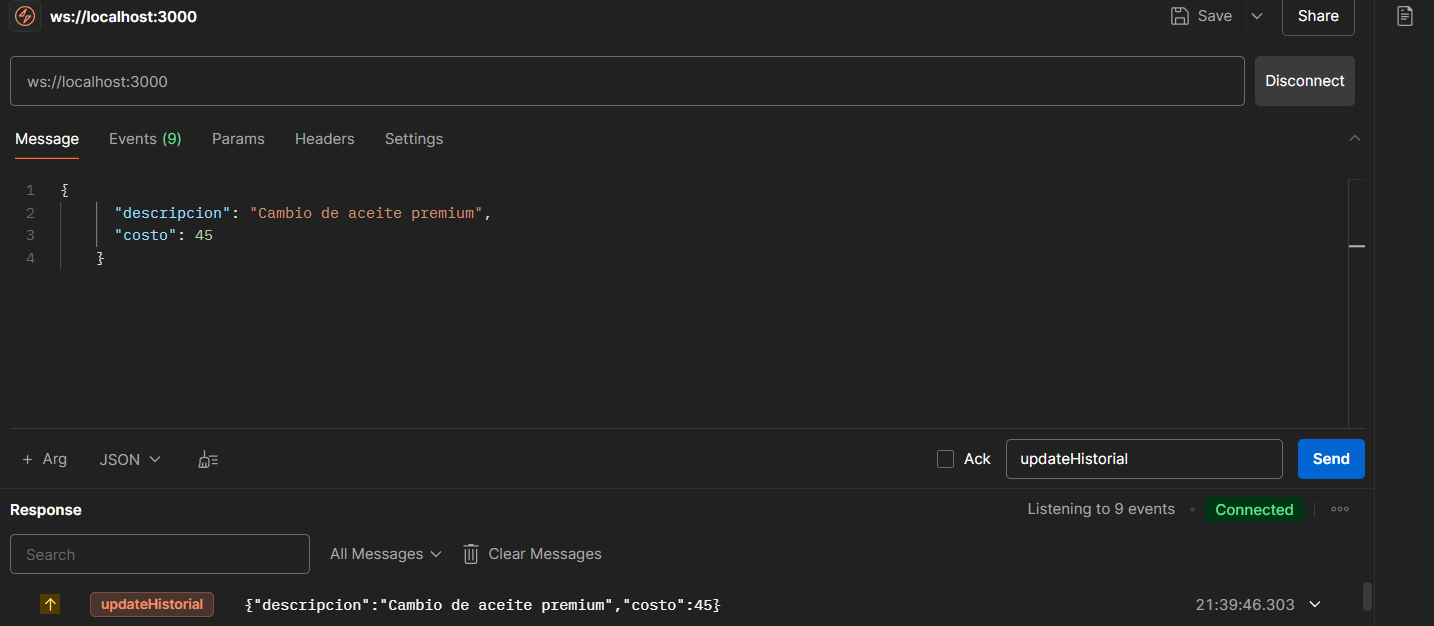 ws://localhost:3000
Save
Share
ws://localhost:3000
Disconnect
Message Events (9) Params Headers Settings
1 {
2 "descripcion": "Cambio de aceite premium",
3 "costo": 45
4 }
+ Arg JSON
Ack updateHistorial Send
Response
Listening to 9 events • Connected
Search All Messages Clear Messages
updateHistorial {"descripcion":"Cambio de aceite premium","costo":45} 21:39:46.303